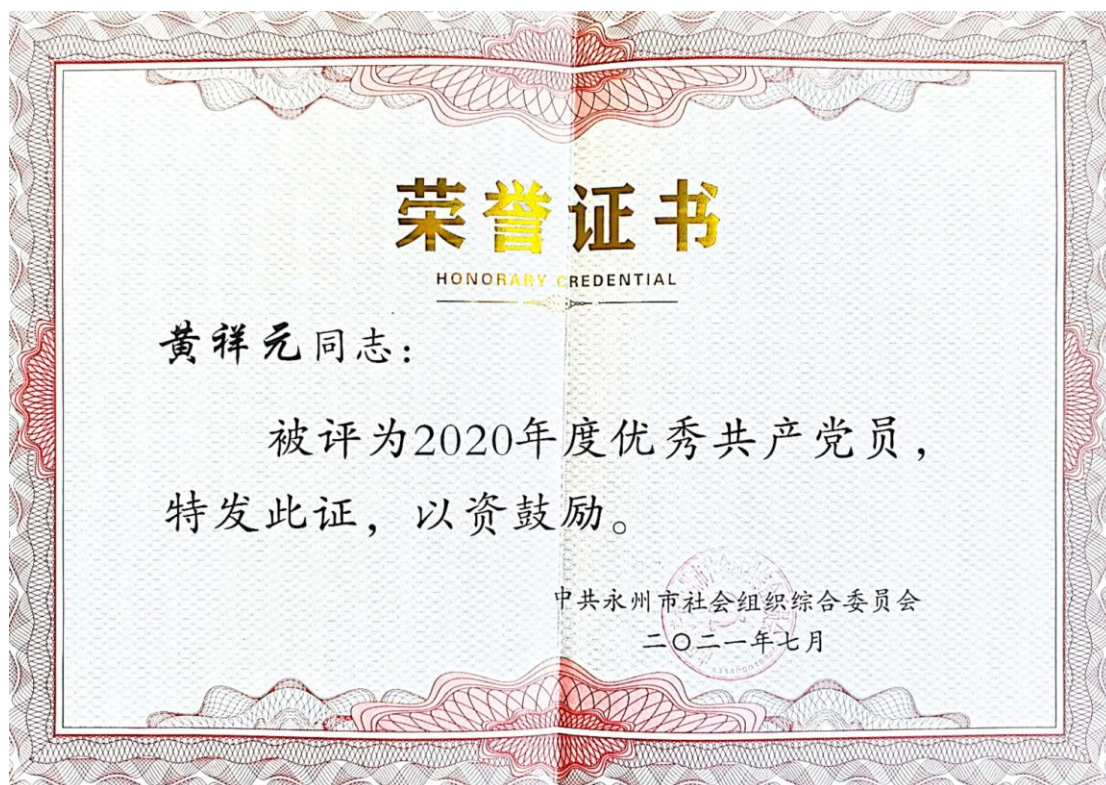 荣誉证书
HONORARY CREDENTIAL
黄祥元同志：
被评为2020年度优秀共产党员，
特发此证，以资鼓励。
中共永州市社会组织综合委员会
二〇二一年七月